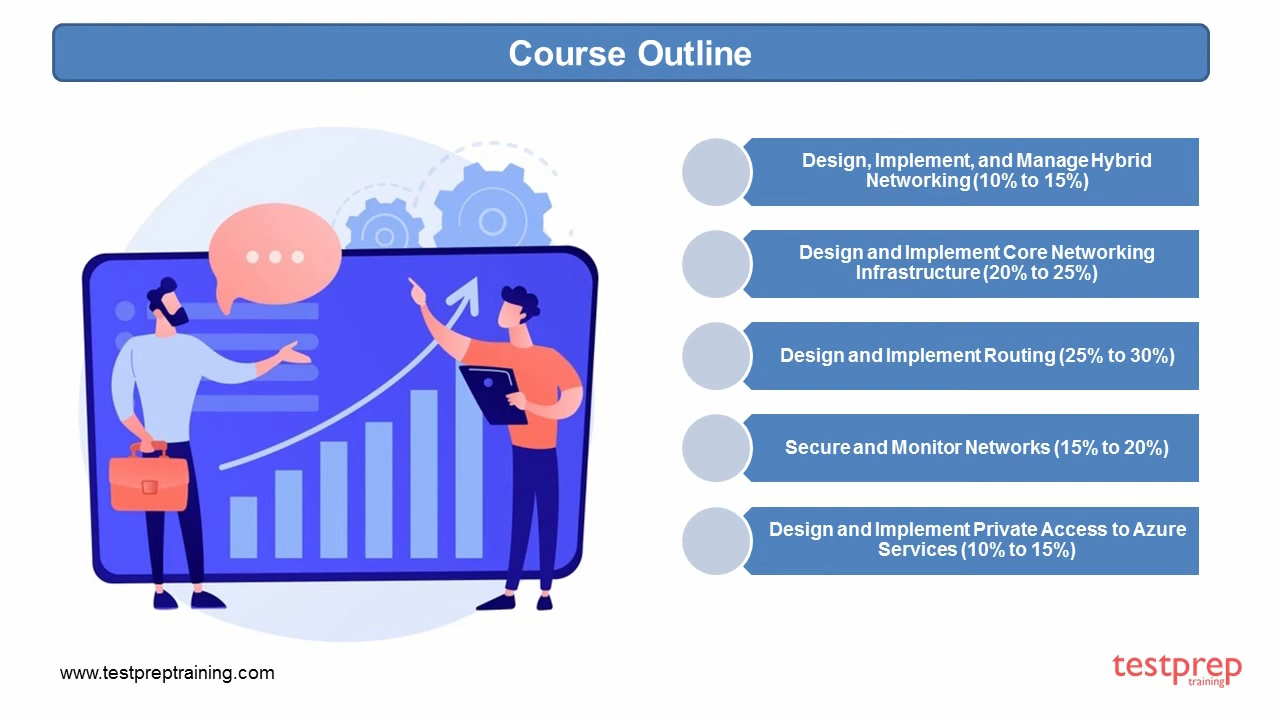 Course Outline
Design, Implement, and Manage Hybrid
Networking (10% to 15%)
Design and Implement Core Networking
Infrastructure (20% to 25%)
Design and Implement Routing (25% to 30%)
Secure and Monitor Networks (15% to 20%)
Design and Implement Private Access to Azure
Services (10% to 15%)
www.testpreptraining.com
testprep
training